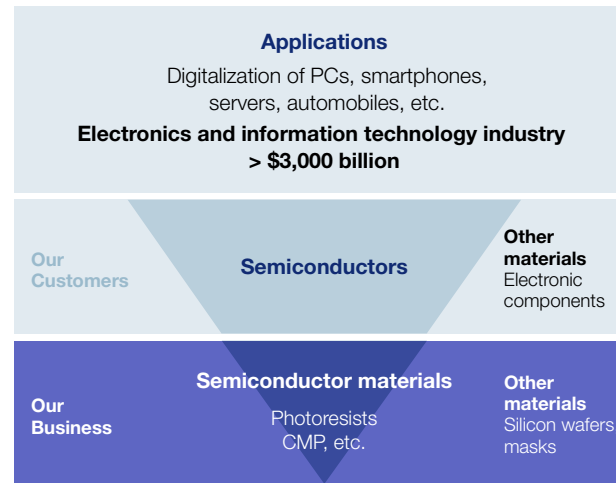 Applications
Digitalization of PCs, smartphones,
servers, automobiles, etc.
Electronics and information technology industry
> $3,000 billion
Our
Customers
Semiconductors
Other
materials
Electronic
components
Our
Business
Semiconductor materials
Photoresists
CMP, etc.
Other
materials
Silicon wafers
masks